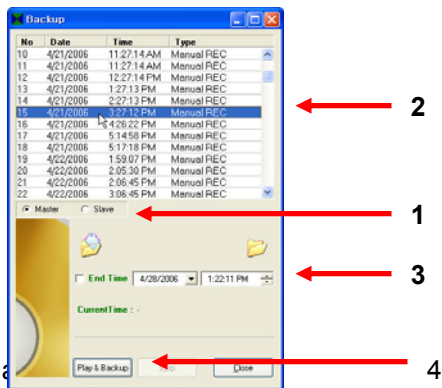 Backup
No Date Time Type
10 4/21/2006 11:27:14 AM Manual REC
11 4/21/2006 11:27:14 AM Manual REC
12 4/21/2006 12:27:14 PM Manual REC
13 4/21/2006 1:27:13 PM Manual REC
14 4/21/2006 2:27:13 PM Manual REC
15 4/21/2006 3:27:12 PM Manual REC
16 4/21/2006 4:26:22 PM Manual REC
17 4/21/2006 5:14:58 PM Manual REC
18 4/21/2006 5:17:18 PM Manual REC
19 4/22/2006 1:59:07 PM Manual REC
20 4/22/2006 2:05:30 PM Manual REC
21 4/22/2006 2:06:45 PM Manual REC
22 4/22/2006 3:06:45 PM Manual REC
2
Master Slave
1
End Time 4/28/2006 1:22:11 PM
3
CurrentTime : -
Play & Backup Close
4